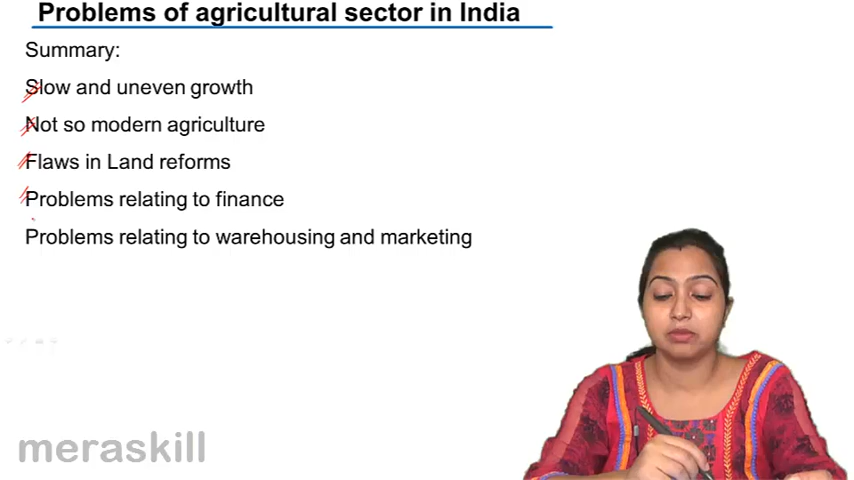 Problems of agricultural sector in India
Summary:
Slow and uneven growth
Not so modern agriculture
Flaws in Land reforms
Problems relating to finance
Problems relating to warehousing and marketing
meraskill